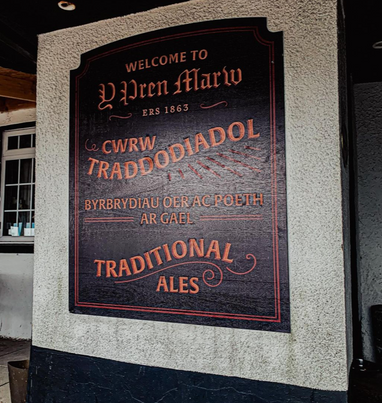 WELCOME TO
Y Pren Marw
ERS 1863
CWRW
TRADDODIADOL
BYRBRYDIAU OER AC POETH
AR GAEL
TRADITIONAL
ALES